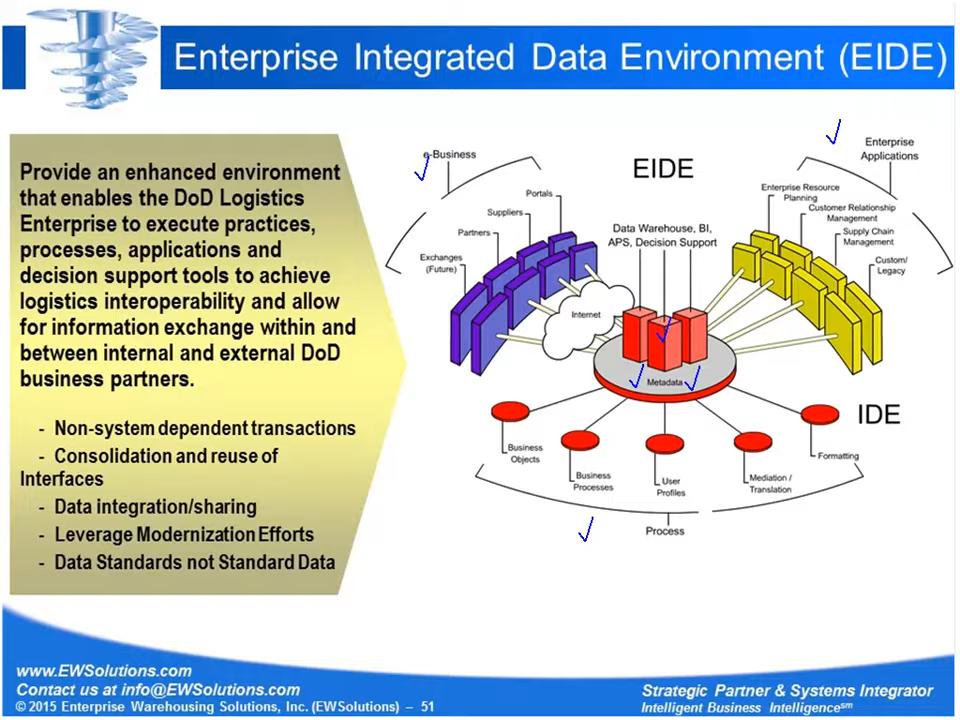 Enterprise Integrated Data Environment (EIDE)
Provide an enhanced environment
that enables the DoD Logistics
Enterprise to execute practices,
processes, applications and
decision support tools to achieve
logistics interoperability and allow
for information exchange within and
between internal and external DoD
business partners.
- Non-system dependent transactions
- Consolidation and reuse of
Interfaces
- Data integration/sharing
- Leverage Modernization Efforts
- Data Standards not Standard Data
e-Business
EIDE
Enterprise
Applications
Portals
Suppliers
Partners
Exchanges
(Future)
Data Warehouse, BI,
APS, Decision Support
Enterprise Resource
Planning
Customer Relationship
Management
Supply Chain
Management
Custom/
Legacy
Internet
Metadata
IDE
Business
Objects
Business
Processes
User
Profiles
Mediation /
Translation
Formatting
Process
www.EWSolutions.com
Contact us at info@EWSolutions.com
© 2015 Enterprise Warehousing Solutions, Inc. (EWSolutions) – 51
Strategic Partner & Systems Integrator
Intelligent Business Intelligence℠